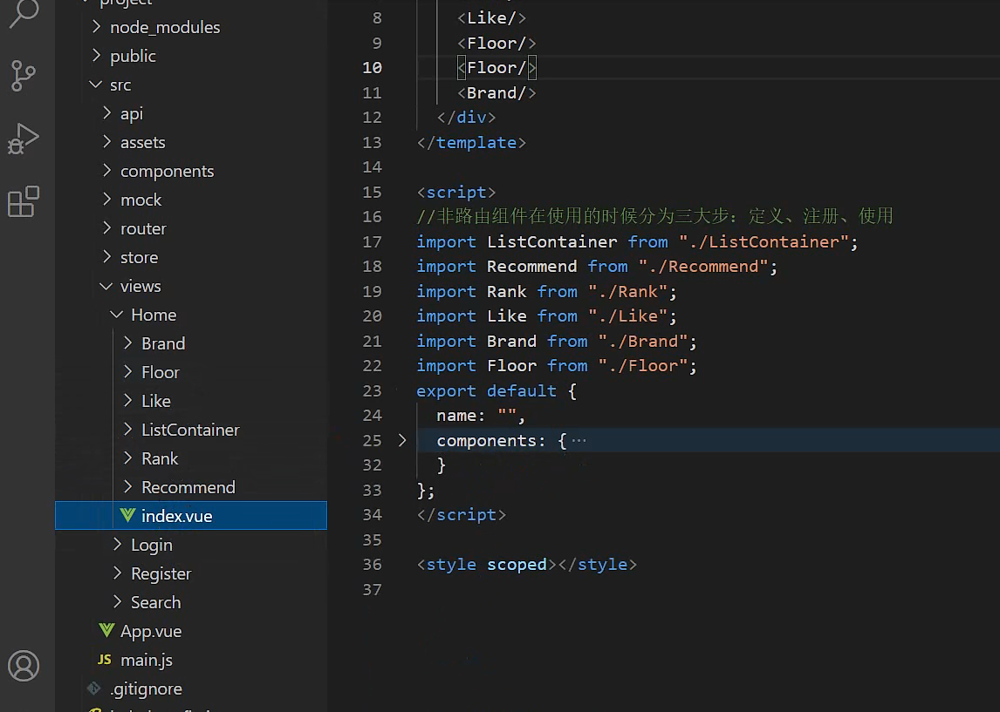 project
node_modules
public
src
api
assets
components
mock
router
store
views
Home
Brand
Floor
Like
ListContainer
Rank
Recommend
index.vue
Login
Register
Search
App.vue
JS main.js
.gitignore
8 <Like/>
9 <Floor/>
10 <Floor/>
11 <Brand/>
12 </div>
13 </template>
14
15 <script>
16 //非路由组件在使用的时候分为三大步：定义、注册、使用
17 import ListContainer from "./ListContainer";
18 import Recommend from "./Recommend";
19 import Rank from "./Rank";
20 import Like from "./Like";
21 import Brand from "./Brand";
22 import Floor from "./Floor";
23 export default {
24 name: "",
25 components: {···
32 }
33 };
34 </script>
35
36 <style scoped></style>
37